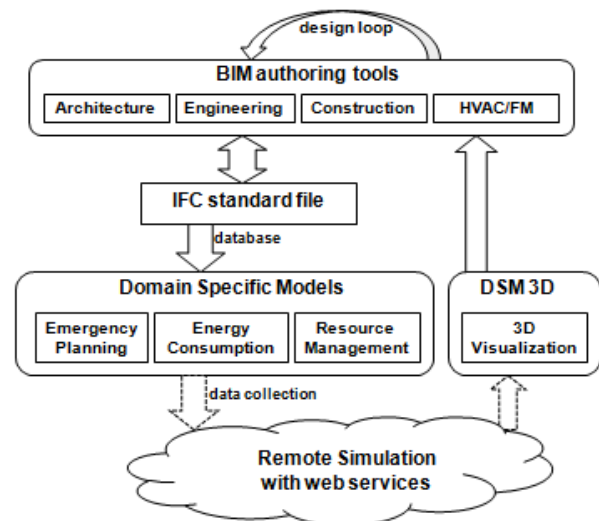 design loop
BIM authoring tools
Architecture
Engineering
Construction
HVAC/FM
IFC standard file
database
Domain Specific Models
Emergency
Planning
Energy
Consumption
Resource
Management
DSM 3D
3D
Visualization
data collection
Remote Simulation
with web services